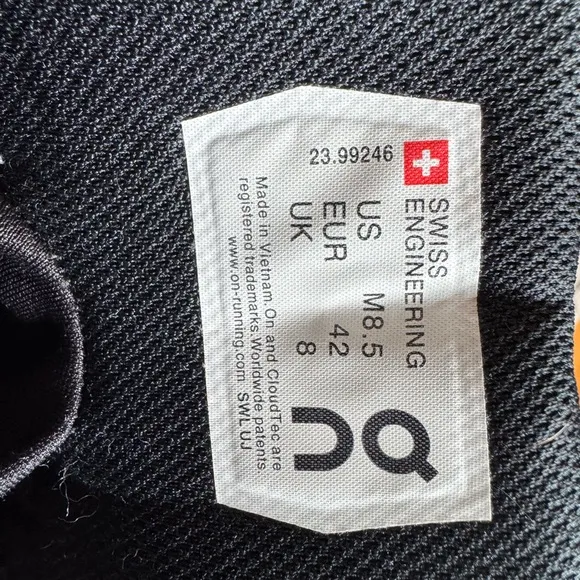 SWISS
ENGINEERING
23.99246
US M8.5
EUR 42
UK 8
On
Made in Vietnam.On and CloudTec are
registered trademarks.Worldwide patents.
www.on-running.com SWLUJ